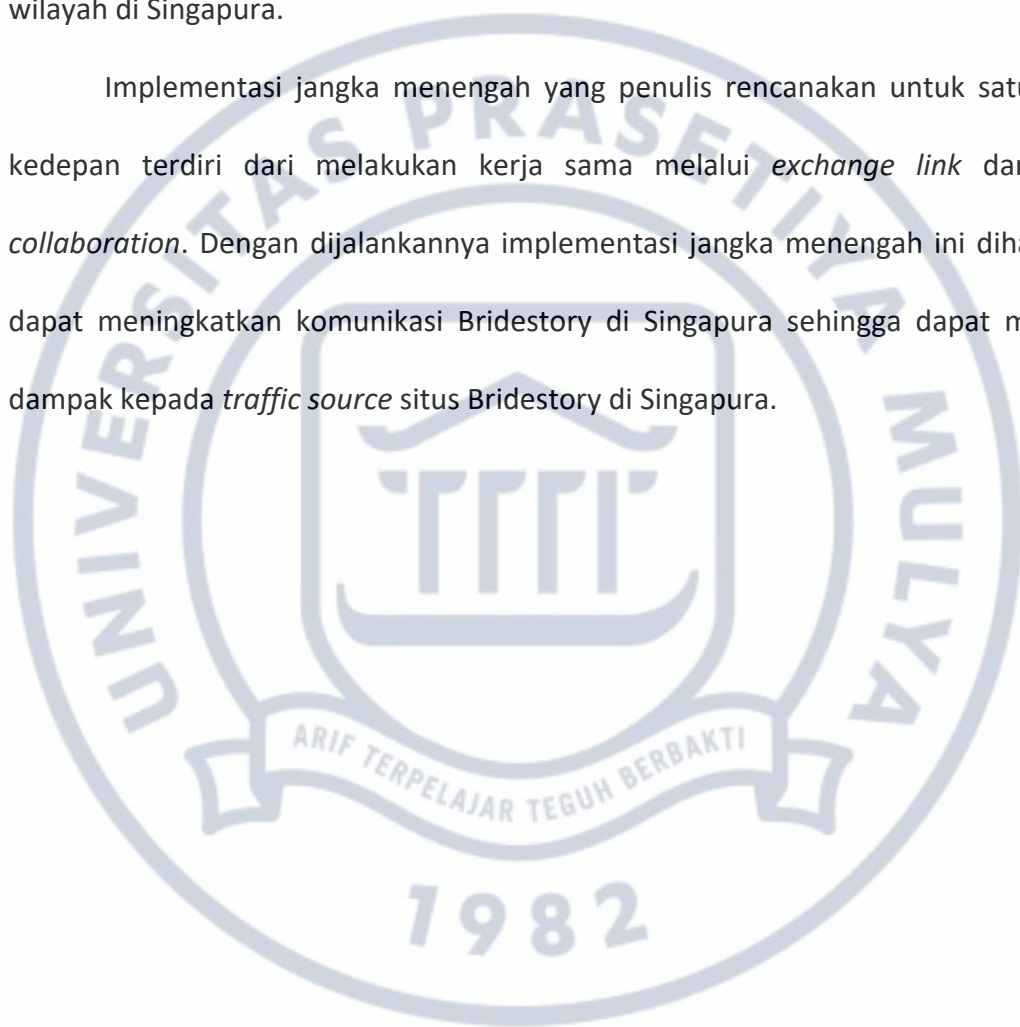 wilayah di Singapura.
Implementasi jangka menengah yang penulis rencanakan untuk satu
kedepan terdiri dari melakukan kerja sama melalui exchange link dan
collaboration. Dengan dijalankannya implementasi jangka menengah ini diha
dapat meningkatkan komunikasi Bridestory di Singapura sehingga dapat m
dampak kepada traffic source situs Bridestory di Singapura.
UNIVERSITAS PRASETIYA MULYA
ARIF TERPELAJAR TEGUH BERBAKTI
1982